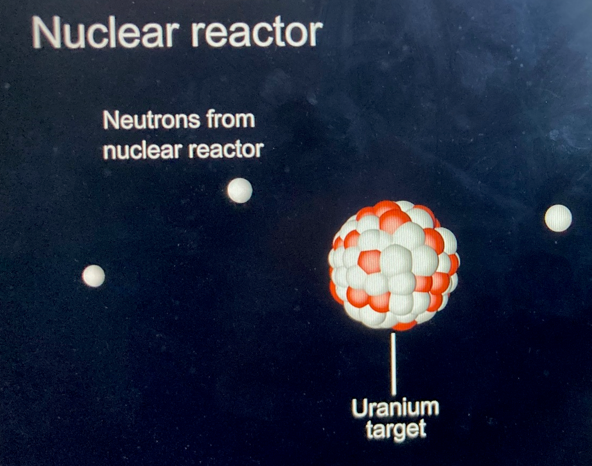 Nuclear reactor
Neutrons from
nuclear reactor
Uranium
target